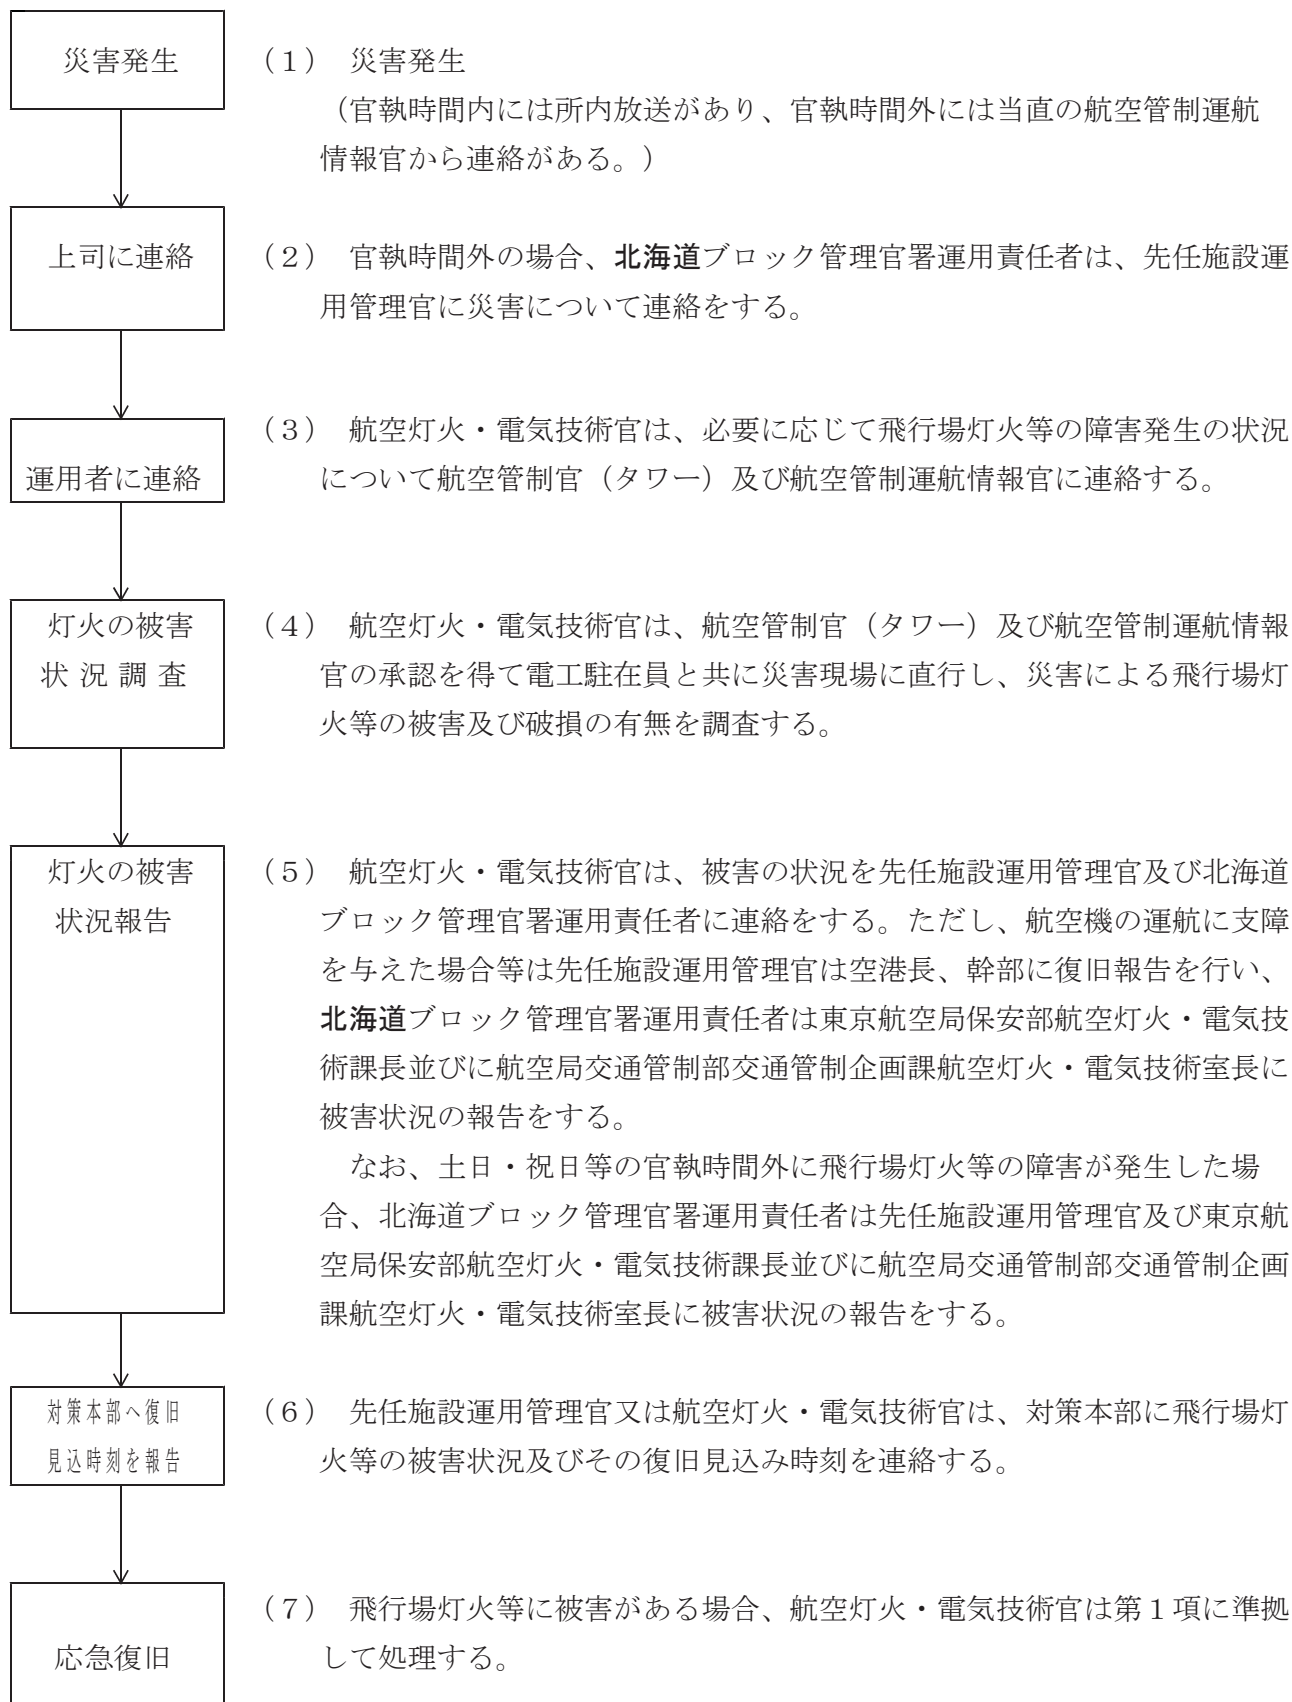 災害発生
（１）　災害発生
（官執時間内には所内放送があり、官執時間外には当直の航空管制運航
情報官から連絡がある。）
上司に連絡
（２）　官執時間外の場合、北海道ブロック管理官署運用責任者は、先任施設運
用管理官に災害について連絡をする。
運用者に連絡
（３）　航空灯火・電気技術官は、必要に応じて飛行場灯火等の障害発生の状況
について航空管制官（タワー）及び航空管制運航情報官に連絡する。
灯火の被害
状 況 調 査
（４）　航空灯火・電気技術官は、航空管制官（タワー）及び航空管制運航情報
官の承認を得て電工駐在員と共に災害現場に直行し、災害による飛行場灯
火等の被害及び破損の有無を調査する。
灯火の被害
状況報告
（５）　航空灯火・電気技術官は、被害の状況を先任施設運用管理官及び北海道
ブロック管理官署運用責任者に連絡をする。ただし、航空機の運航に支障
を与えた場合等は先任施設運用管理官は空港長、幹部に復旧報告を行い、
北海道ブロック管理官署運用責任者は東京航空局保安部航空灯火・電気技
術課長並びに航空局交通管制部交通管制企画課航空灯火・電気技術室長に
被害状況の報告をする。
なお、土日・祝日等の官執時間外に飛行場灯火等の障害が発生した場
合、北海道ブロック管理官署運用責任者は先任施設運用管理官及び東京航
空局保安部航空灯火・電気技術課長並びに航空局交通管制部交通管制企画
課航空灯火・電気技術室長に被害状況の報告をする。
対策本部へ復旧
見込時刻を報告
（６）　先任施設運用管理官又は航空灯火・電気技術官は、対策本部に飛行場灯
火等の被害状況及びその復旧見込み時刻を連絡する。
応急復旧
（７）　飛行場灯火等に被害がある場合、航空灯火・電気技術官は第１項に準拠
して処理する。